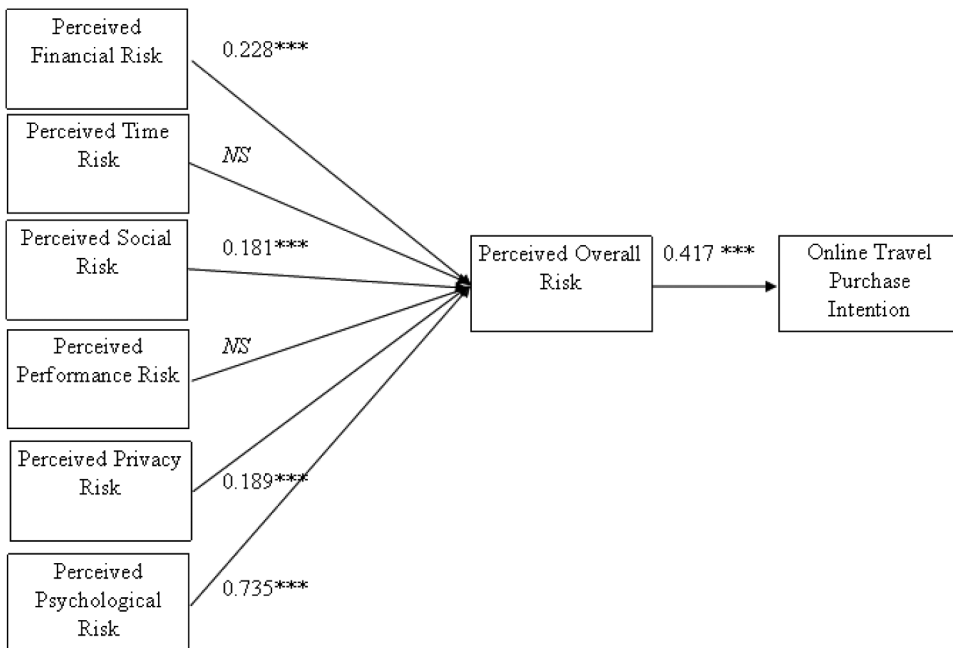 Perceived
Financial Risk
0.228***
Perceived Time
Risk
NS
Perceived Social
Risk
0.181***
Perceived Overall
Risk
0.417 ***
Online Travel
Purchase
Intention
Perceived
Performance Risk
NS
Perceived Privacy
Risk
0.189***
Perceived
Psychological
Risk
0.735***